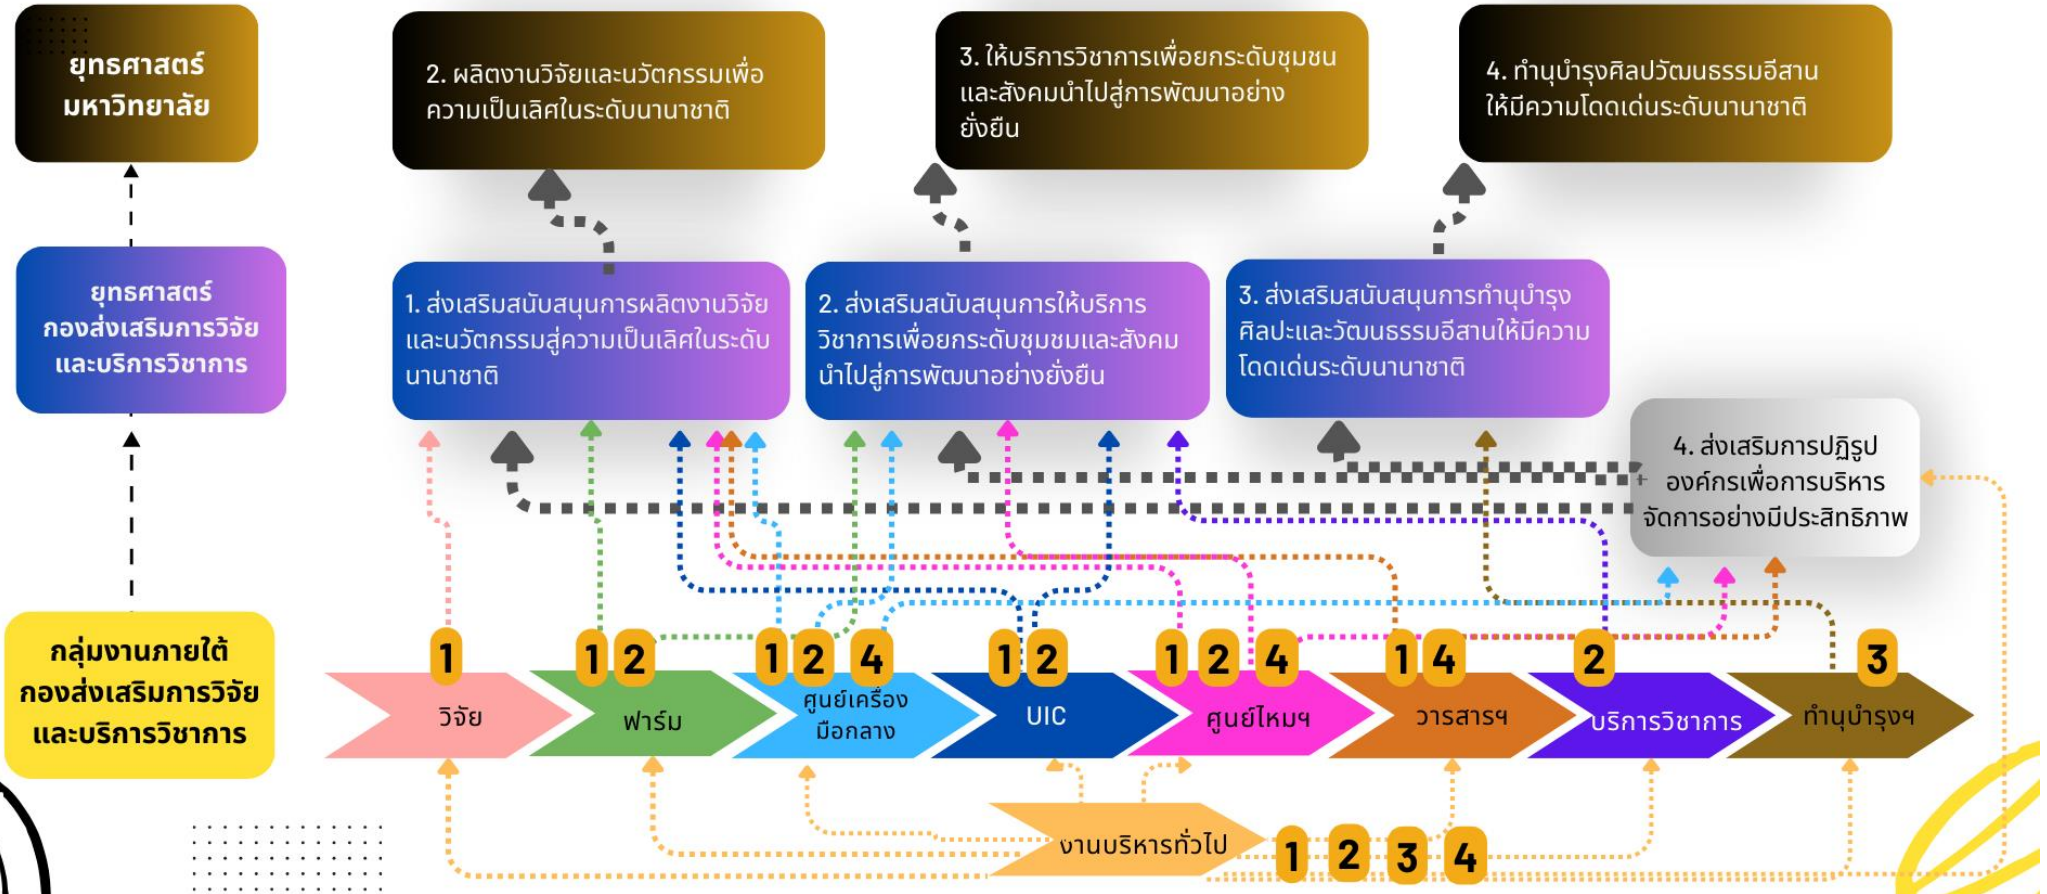 ยุทธศาสตร์
มหาวิทยาลัย
2. ผลิตงานวิจัยและนวัตกรรมเพื่อ
ความเป็นเลิศในระดับนานาชาติ
3. ให้บริการวิชาการเพื่อยกระดับชุมชน
และสังคมนำไปสู่การพัฒนาอย่าง
ยั่งยืน
4. ทำนุบำรุงศิลปวัฒนธรรมอีสาน
ให้มีความโดดเด่นระดับนานาชาติ
ยุทธศาสตร์
กองส่งเสริมการวิจัย
และบริการวิชาการ
1. ส่งเสริมสนับสนุนการผลิตงานวิจัย
และนวัตกรรมสู่ความเป็นเลิศในระดับ
นานาชาติ
2. ส่งเสริมสนับสนุนการให้บริการ
วิชาการเพื่อยกระดับชุมชมและสังคม
นำไปสู่การพัฒนาอย่างยั่งยืน
3. ส่งเสริมสนับสนุนการทำนุบำรุง
ศิลปะและวัฒนธรรมอีสานให้มีความ
โดดเด่นระดับนานาชาติ
4. ส่งเสริมการปฏิรูป
องค์กรเพื่อการบริหาร
จัดการอย่างมีประสิทธิภาพ
กลุ่มงานภายใต้
กองส่งเสริมการวิจัย
และบริการวิชาการ
1
1 2
1 2 4
1 2
1 2 4
1 4
2
3
วิจัย
ฟาร์ม
ศูนย์เครื่อง
มือกลาง
UIC
ศูนย์ไหมฯ
วารสารฯ
บริการวิชาการ
ทำนุบำรุงฯ
งานบริหารทั่วไป
1 2 3 4